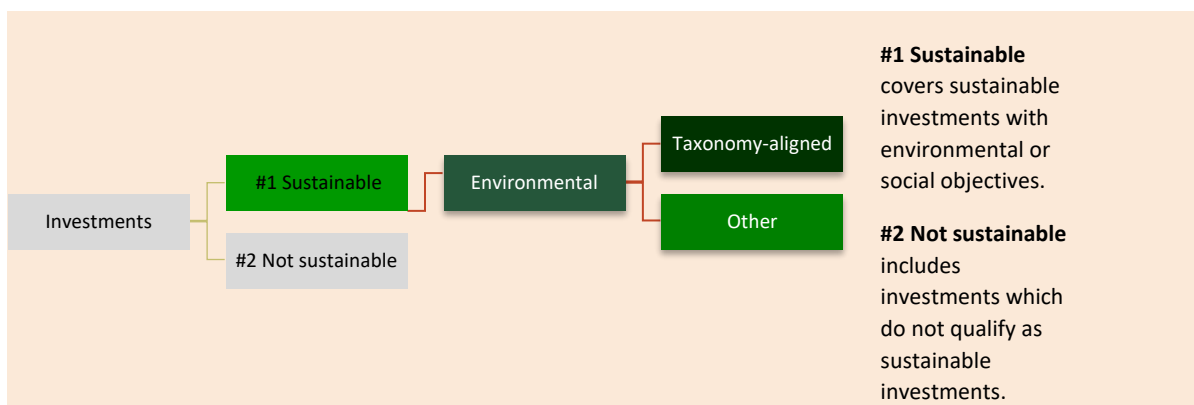 Investments
#1 Sustainable
#2 Not sustainable
Environmental
Taxonomy-aligned
Other
#1 Sustainable
covers sustainable
investments with
environmental or
social objectives.
#2 Not sustainable
includes
investments which
do not qualify as
sustainable
investments.